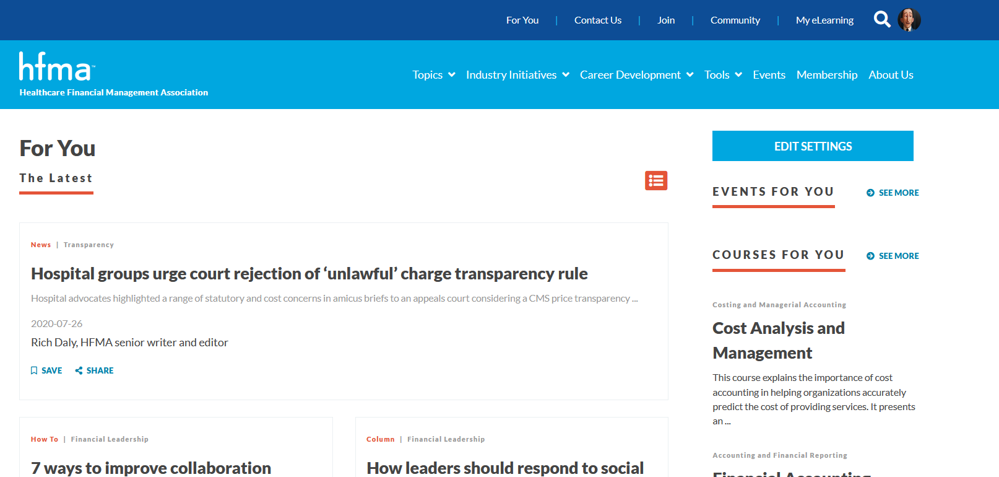 For You | Contact Us | Join | Community | My eLearning
hfma™
Healthcare Financial Management Association
Topics Industry Initiatives Career Development Tools Events Membership About Us
For You
The Latest
News | Transparency
Hospital groups urge court rejection of ‘unlawful’ charge transparency rule
Hospital advocates highlighted a range of statutory and cost concerns in amicus briefs to an appeals court considering a CMS price transparency ...
2020-07-26
Rich Daly, HFMA senior writer and editor
SAVE SHARE
How To | Financial Leadership
7 ways to improve collaboration
Column | Financial Leadership
How leaders should respond to social
EDIT SETTINGS
EVENTS FOR YOU SEE MORE
COURSES FOR YOU SEE MORE
Costing and Managerial Accounting
Cost Analysis and
Management
This course explains the importance of cost
accounting in helping organizations accurately
predict the cost of providing services. It presents
an ...
Accounting and Financial Reporting
Financial Accounting